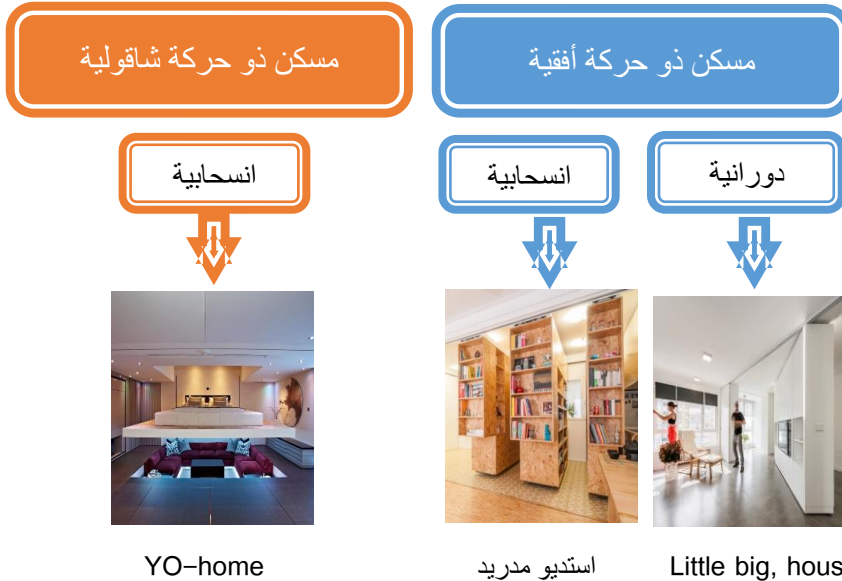 مسكن ذو حركة أفقية
مسكن ذو حركة شاقولية
دورانية
انسحابية
انسحابية
Little big, hous
استديو مدريد
YO-home